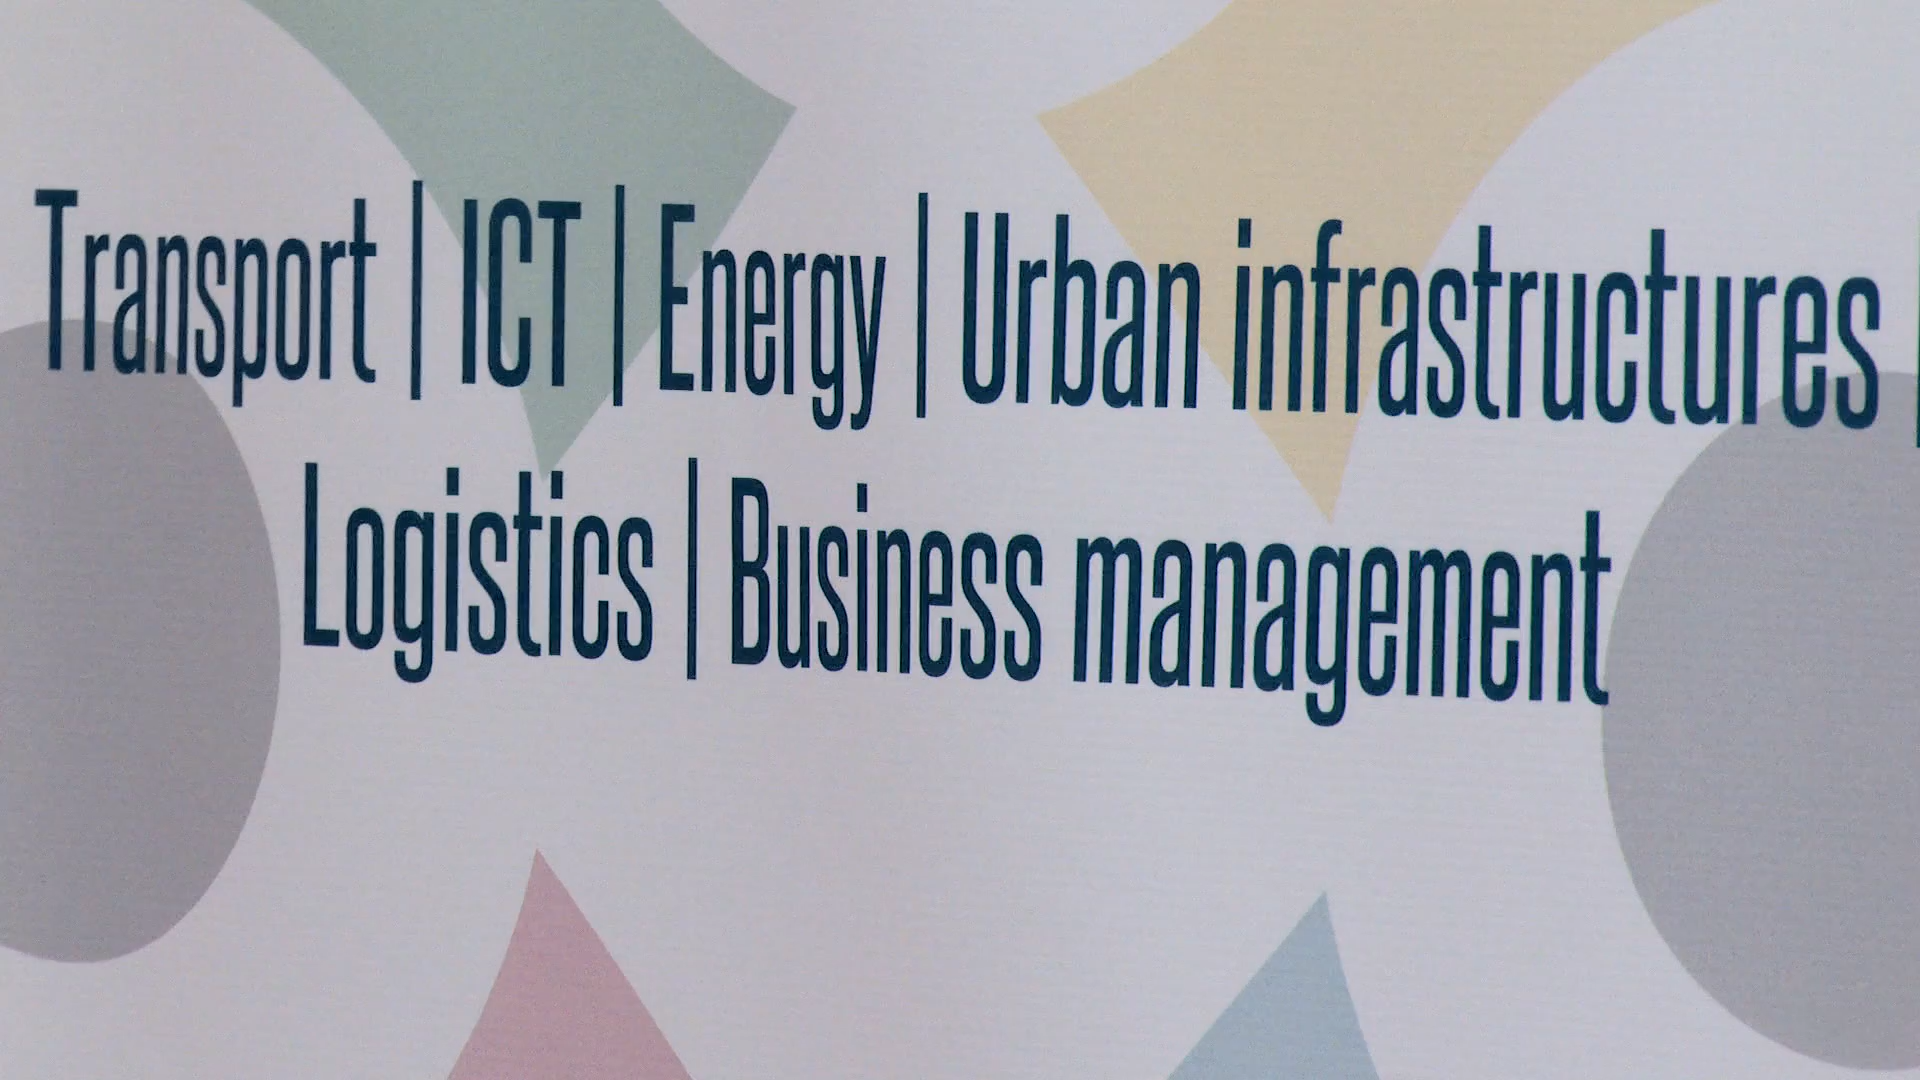 Transport | ICT | Energy | Urban infrastructures |
Logistics | Business management